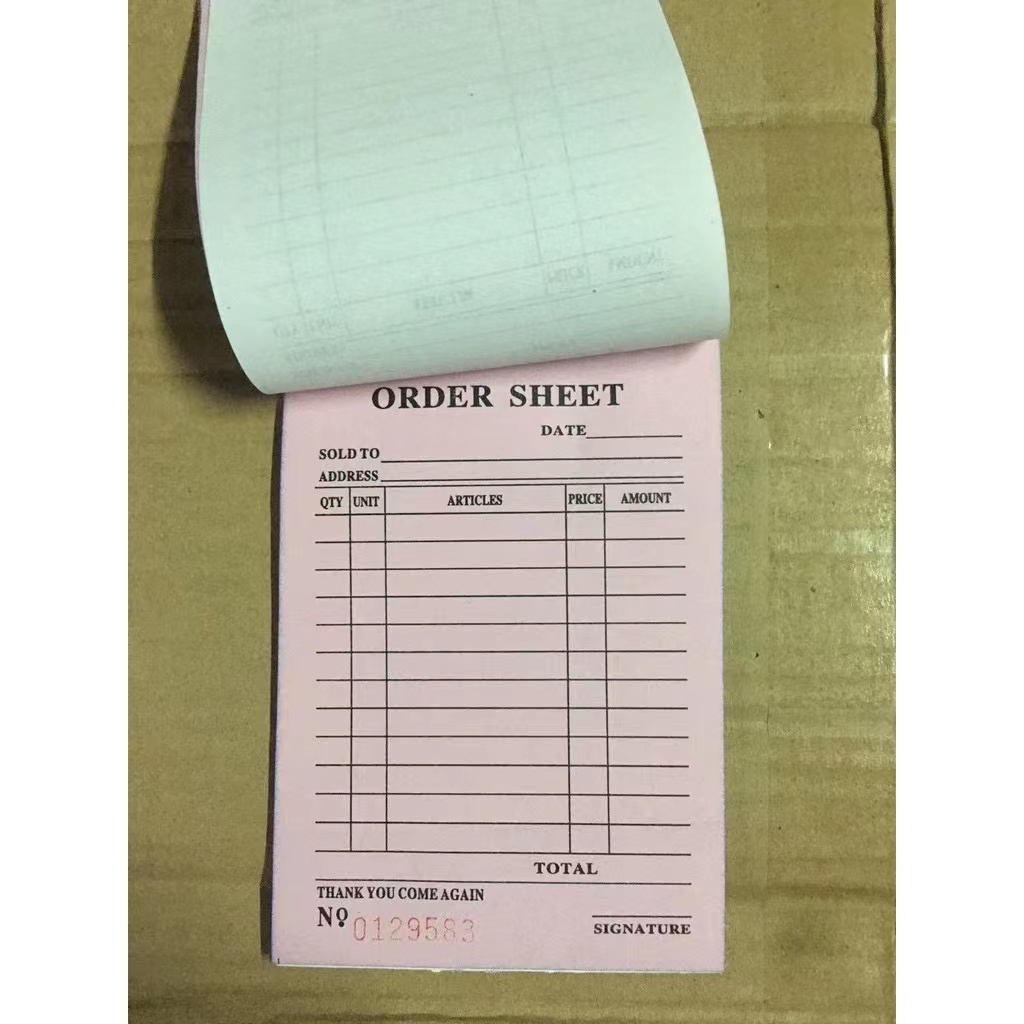 ORDER SHEET
DATE
SOLD TO
ADDRESS
QTY UNIT ARTICLES PRICE AMOUNT
TOTAL
THANK YOU COME AGAIN
Nº 0129583
SIGNATURE